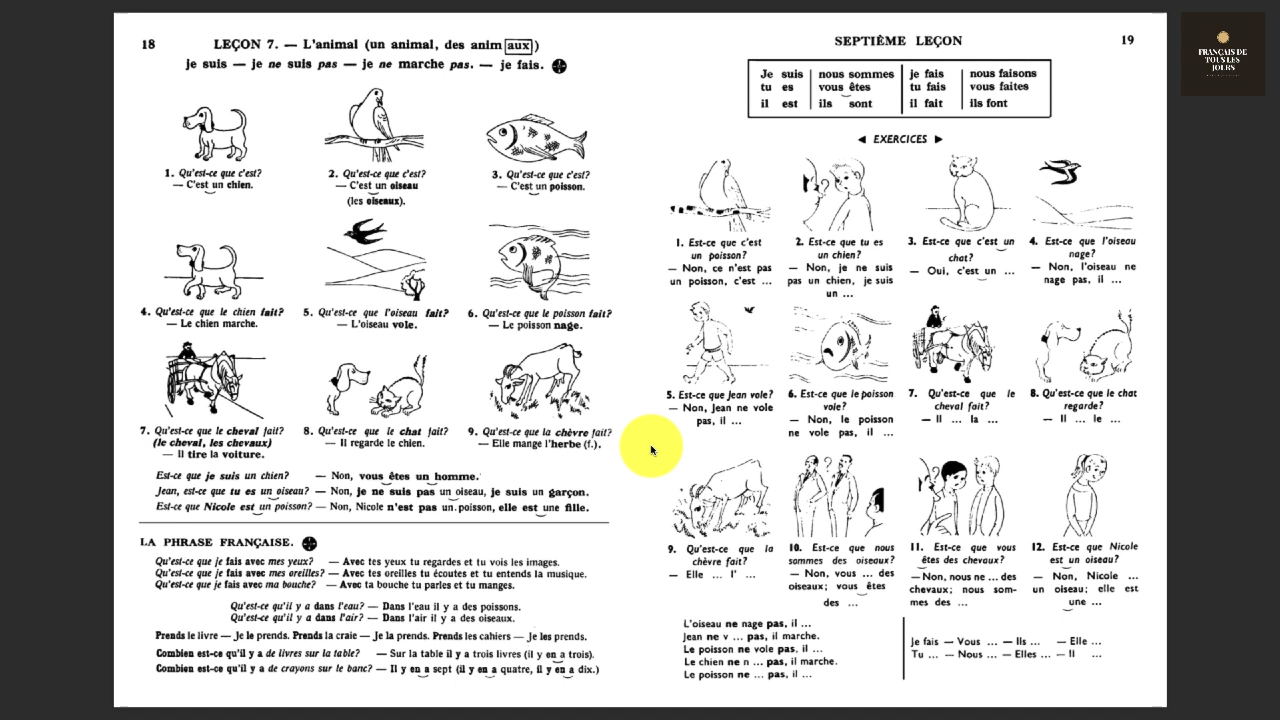 18
LEÇON 7. — L'animal (un animal, des animaux)
je suis — je ne suis pas — je ne marche pas. — je fais.
1. Qu'est-ce que c'est?
— C'est un chien.
2. Qu'est-ce que c'est?
— C'est un oiseau
(les oiseaux).
3. Qu'est-ce que c'est?
— C'est un poisson.
4. Qu'est-ce que le chien fait?
— Le chien marche.
5. Qu'est-ce que l'oiseau fait?
— L'oiseau vole.
6. Qu'est-ce que le poisson fait?
— Le poisson nage.
7. Qu'est-ce que le cheval fait?
(le cheval, les chevaux)
— Il tire la voiture.
8. Qu'est-ce que le chat fait?
— Il regarde le chien.
9. Qu'est-ce que la chèvre fait?
— Elle mange l'herbe (f.).
Est-ce que je suis un chien? — Non, vous êtes un homme.
Jean, est-ce que tu es un oiseau? — Non, je ne suis pas un oiseau, je suis un garçon.
Est-ce que Nicole est un poisson? — Non, Nicole n'est pas un poisson, elle est une fille.
LA PHRASE FRANÇAISE.
Qu'est-ce que je fais avec mes yeux? — Avec tes yeux tu regardes et tu vois les images.
Qu'est-ce que je fais avec mes oreilles? — Avec tes oreilles tu écoutes et tu entends la musique.
Qu'est-ce que je fais avec ma bouche? — Avec ta bouche tu parles et tu manges.
Qu'est-ce qu'il y a dans l'eau? — Dans l'eau il y a des poissons.
Qu'est-ce qu'il y a dans l'air? — Dans l'air il y a des oiseaux.
Prends le livre — Je le prends. Prends la craie — Je la prends. Prends les cahiers — Je les prends.
Combien est-ce qu'il y a de livres sur la table? — Sur la table il y a trois livres (il y en a trois).
Combien est-ce qu'il y a de crayons sur le banc? — Il y en a sept (il y en a quatre, il y en a dix.)
SEPTIÈME LEÇON
19
Je suis nous sommes je fais nous faisons
tu es vous êtes tu fais vous faites
il est ils sont il fait ils font
◄ EXERCICES ►
1. Est-ce que c'est
un poisson?
— Non, ce n'est pas
un poisson, c'est ...
2. Est-ce que tu es
un chien?
— Non, je ne suis
pas un chien, je suis
un ...
3. Est-ce que c'est un
chat?
— Oui, c'est un ...
4. Est-ce que l'oiseau
nage?
— Non, l'oiseau ne
nage pas, il ...
5. Est-ce que Jean vole?
— Non, Jean ne vole
pas, il ...
6. Est-ce que le poisson
vole?
— Non, le poisson
ne vole pas, il ...
7. Qu'est-ce que le
cheval fait?
— Il ... la ...
8. Qu'est-ce que le chat
regarde?
— Il ... le ...
9. Qu'est-ce que la
chèvre fait?
— Elle ... l' ...
10. Est-ce que nous
sommes des oiseaux?
— Non, vous ... des
oiseaux; vous êtes
des ...
11. Est-ce que vous
êtes des chevaux?
— Non, nous ne ... des
chevaux; nous som-
mes des ...
12. Est-ce que Nicole
est un oiseau?
— Non, Nicole ...
un oiseau; elle est
une ...
L'oiseau ne nage pas, il ...
Jean ne v ... pas, il marche.
Le poisson ne vole pas, il ...
Le chien ne n ... pas, il marche.
Le poisson ne ... pas, il ...
Je fais — Vous ... — Ils ... — Elle ...
Tu ... — Nous ... — Elles ... — Il ...
FRANÇAIS DE
TOUS LES
JOURS